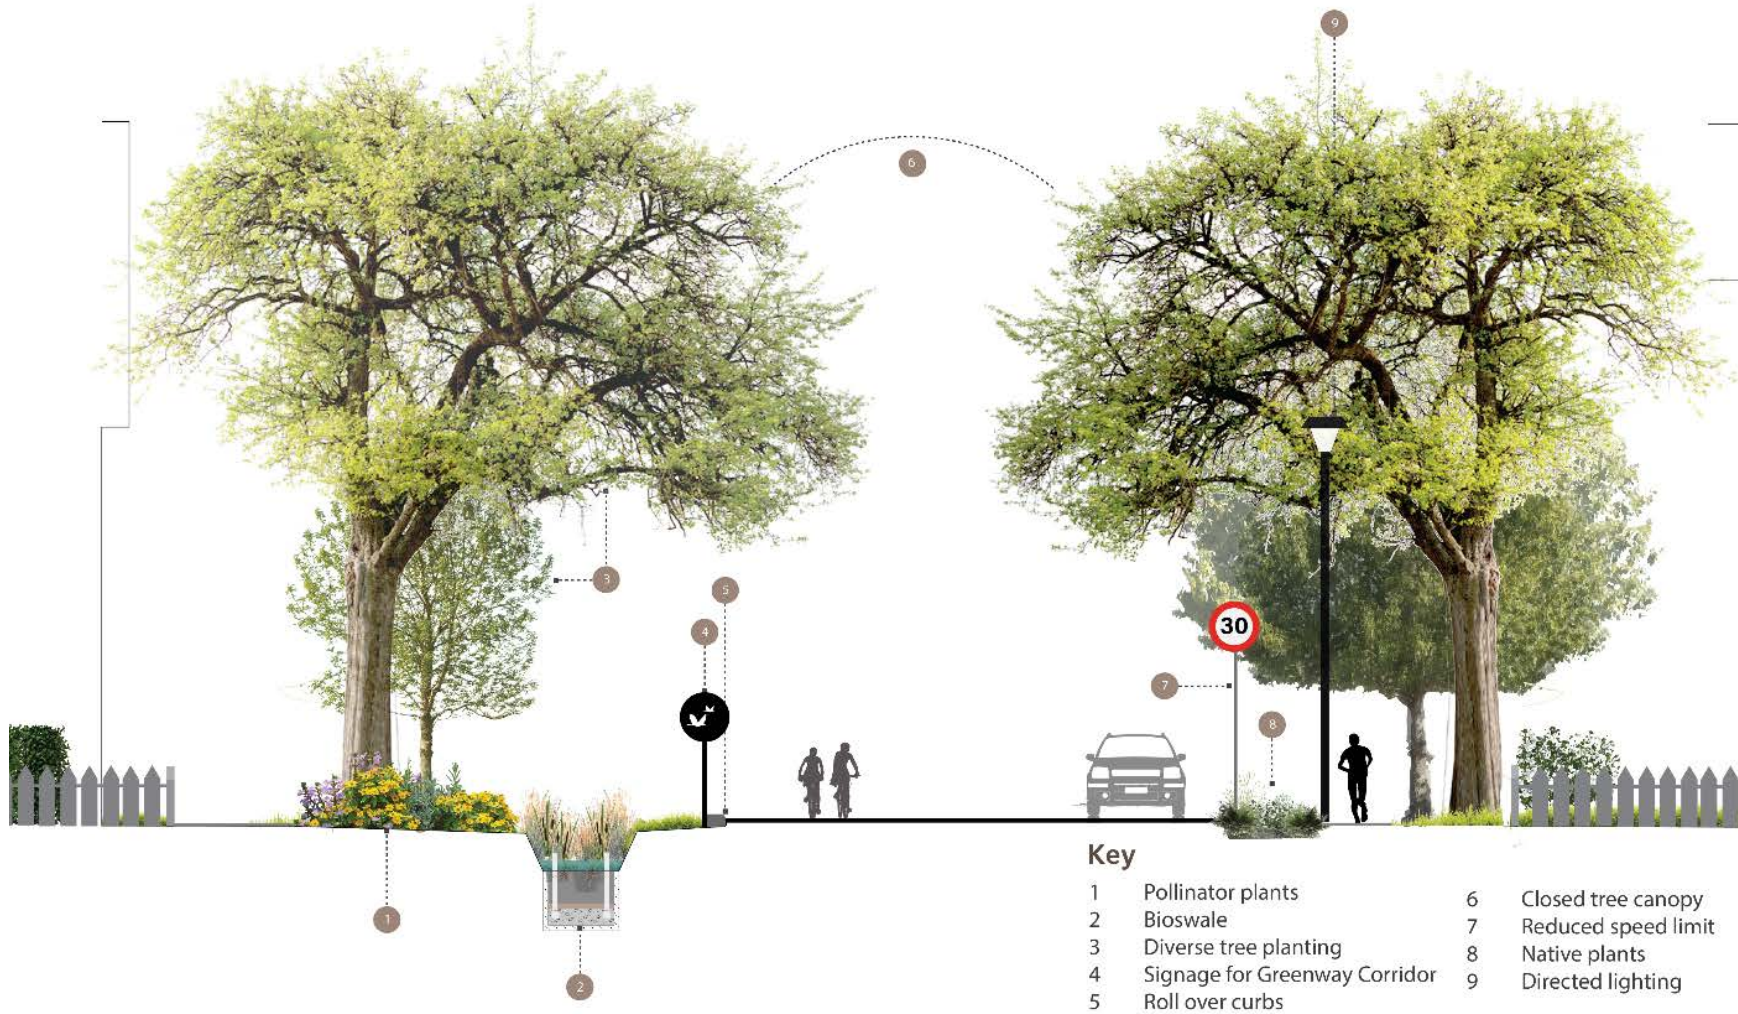 9
6
3
5
4
30
7
8
1
2
Key
1 Pollinator plants
2 Bioswale
3 Diverse tree planting
4 Signage for Greenway Corridor
5 Roll over curbs
6 Closed tree canopy
7 Reduced speed limit
8 Native plants
9 Directed lighting